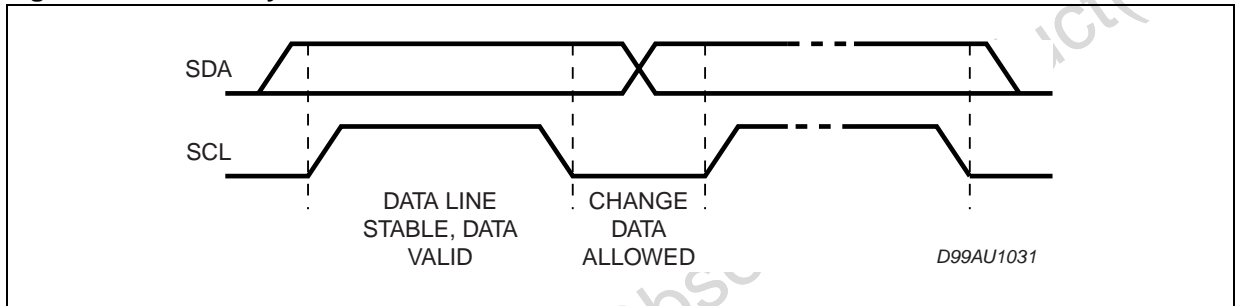 SDA
SCL
DATA LINE
STABLE, DATA
VALID
CHANGE
DATA
ALLOWED
D99AU1031